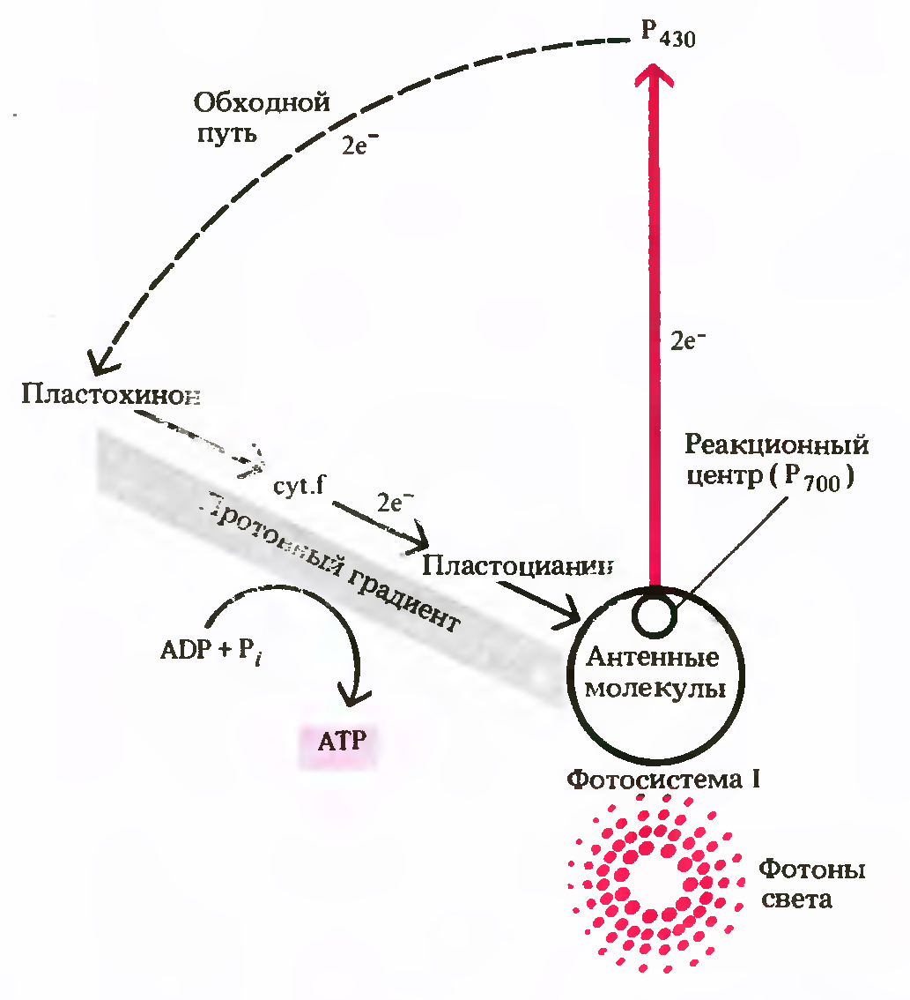 P430
Обходной
путь
2e⁻
2e⁻
Пластохинон
Реакционный
центр (P700)
cyt.f
2e⁻
Протонный градиент
Пластоцианин
ADP + Pi
Антенные
молекулы
ATP
Фотосистема I
Фотоны
света